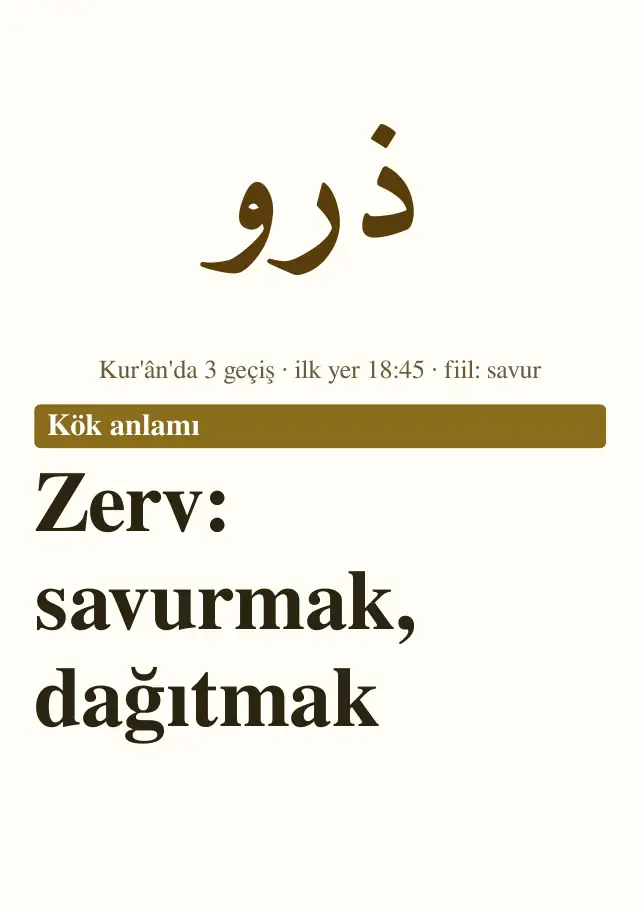 ذرو
Kur'ân'da 3 geçiş · ilk yer 18:45 · fiil: savur
Kök anlamı
Zerv:
savurmak,
dağıtmak